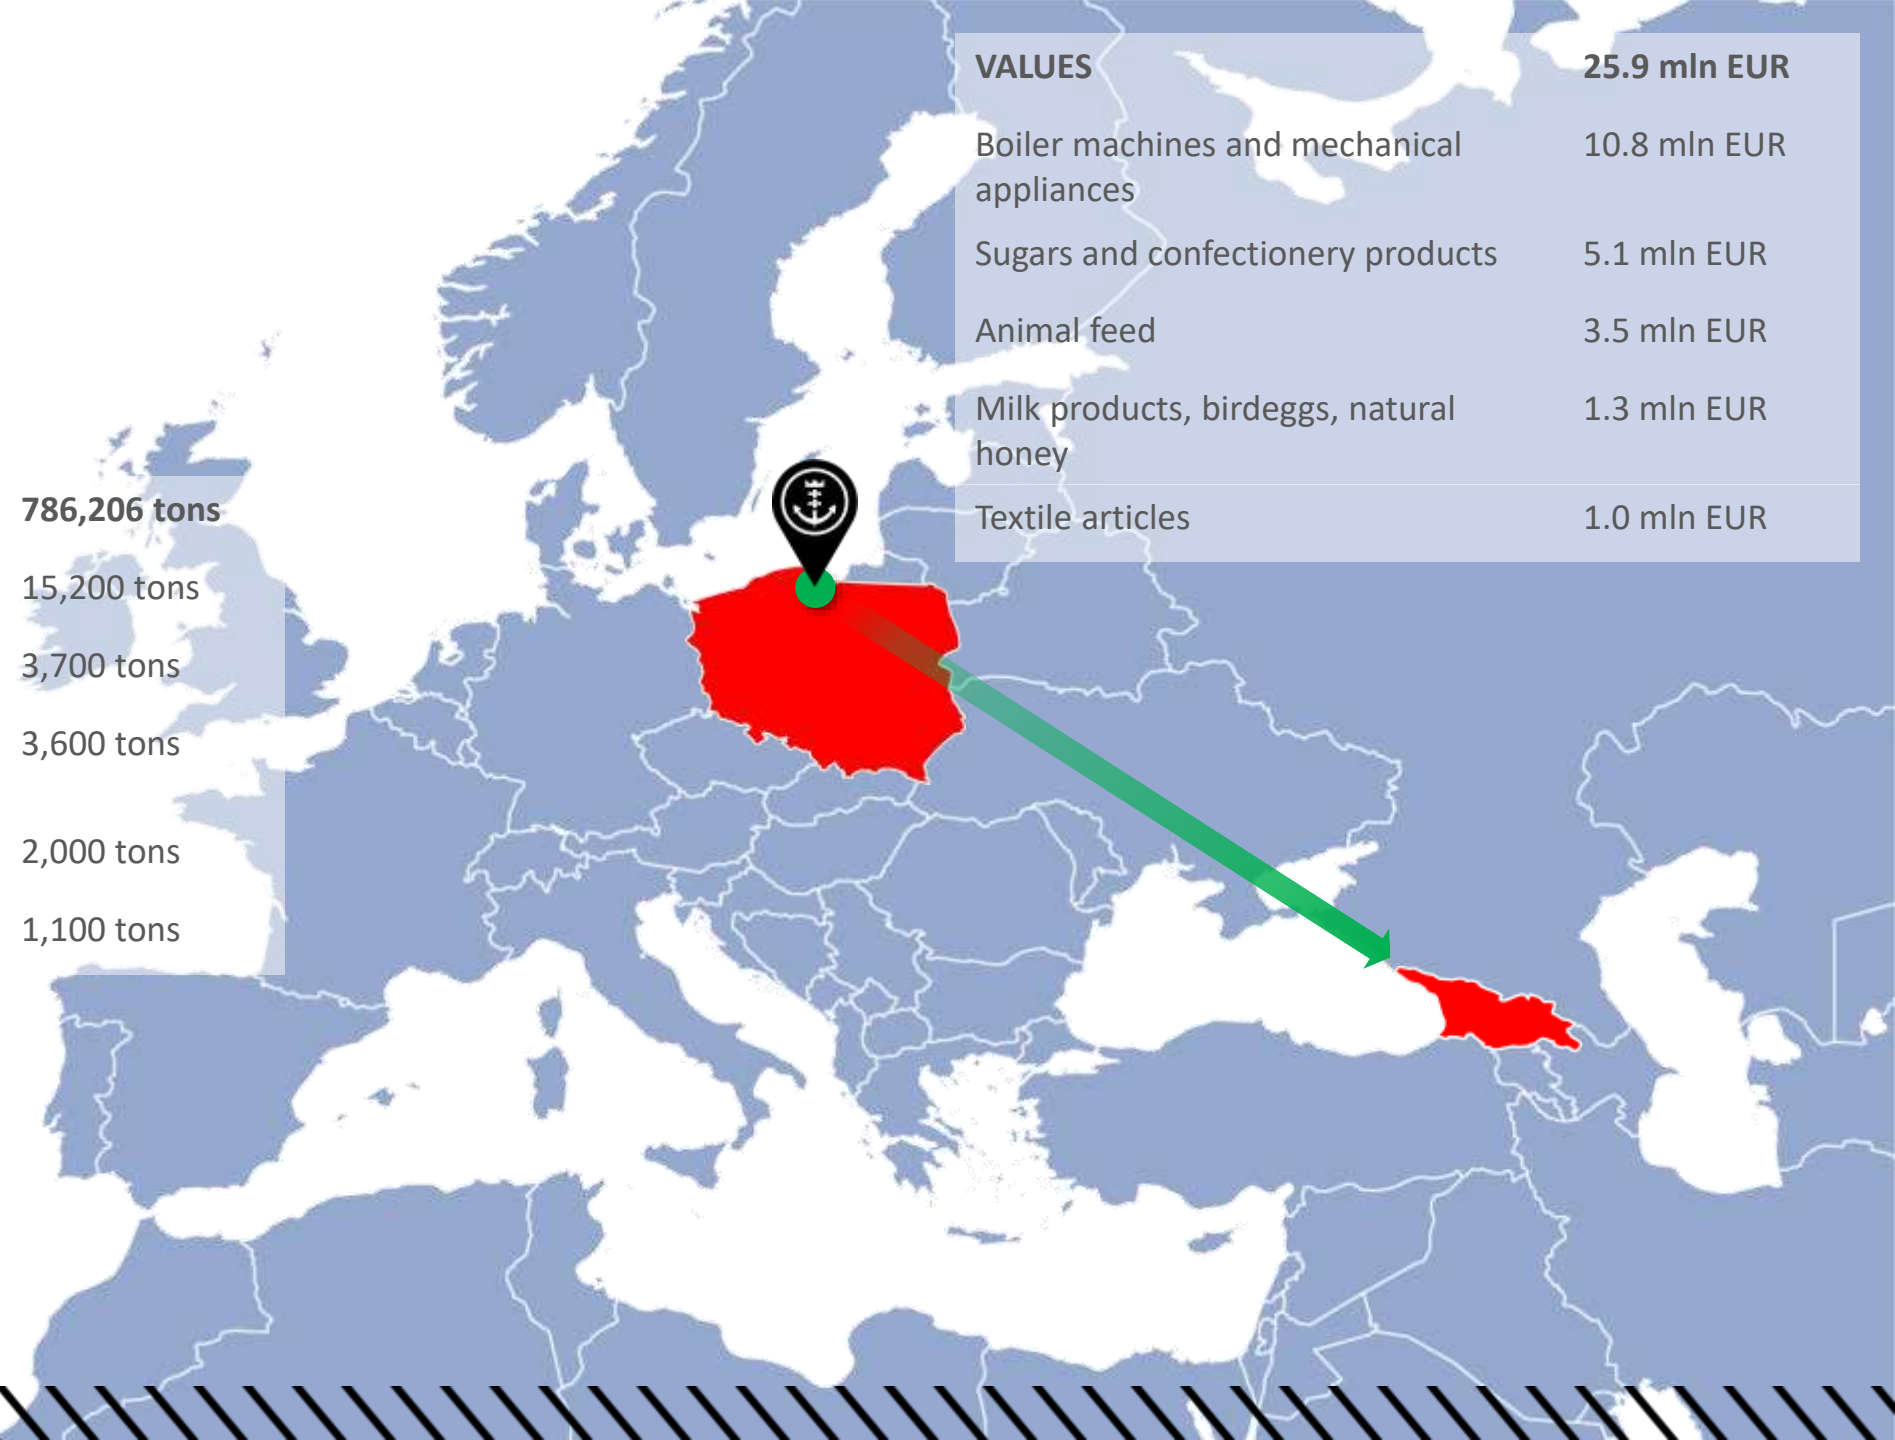 VALUES 25.9 mln EUR
Boiler machines and mechanical 10.8 mln EUR
appliances
Sugars and confectionery products 5.1 mln EUR
Animal feed 3.5 mln EUR
Milk products, birdeggs, natural 1.3 mln EUR
honey
Textile articles 1.0 mln EUR
786,206 tons
15,200 tons
3,700 tons
3,600 tons
2,000 tons
1,100 tons